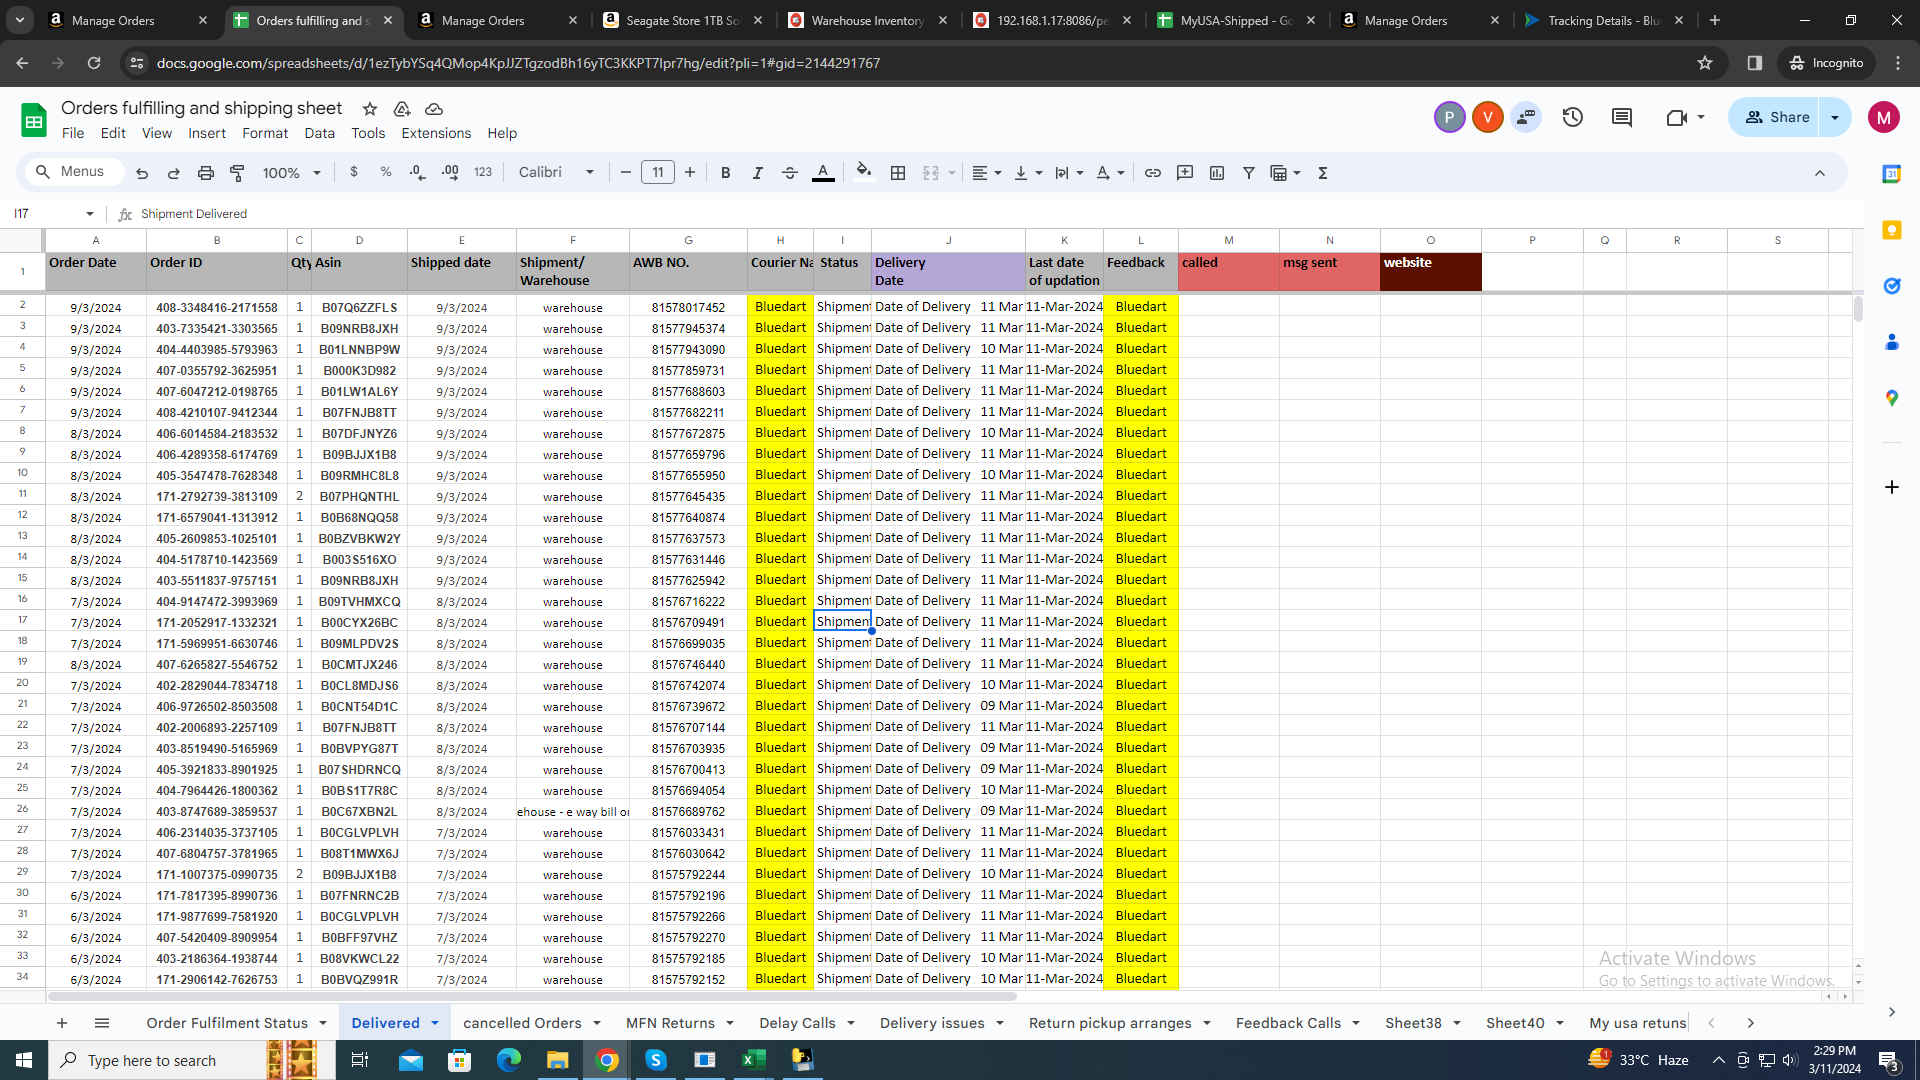 Manage Orders
Orders fulfilling and s
Manage Orders
Seagate Store 1TB So
Warehouse Inventory
192.168.1.17:8086/pe
MyUSA-Shipped - Go
Manage Orders
Tracking Details - Blu
docs.google.com/spreadsheets/d/1ezTybYSq4QMop4KpJJZTgzodBh16yTC3KKPT7Ipr7hg/edit?pli=1#gid=2144291767
Incognito
Orders fulfilling and shipping sheet
File Edit View Insert Format Data Tools Extensions Help
P V Share M
Menus 100% $ % .0 .00 123 Calibri 11 B I A
I17 fx Shipment Delivered
A B C D E F G H I J K L M N O P Q R S
1 Order Date Order ID Qty Asin Shipped date Shipment/ Warehouse AWB NO. Courier Na Status Delivery Date Last date of updation Feedback called msg sent website
2 9/3/2024 408-3348416-2171558 1 B07Q6ZZFLS 9/3/2024 warehouse 81578017452 Bluedart Shipment Date of Delivery 11 Mar 11-Mar-2024 Bluedart
3 9/3/2024 403-7335421-3303565 1 B09NRB8JXH 9/3/2024 warehouse 81577945374 Bluedart Shipment Date of Delivery 11 Mar 11-Mar-2024 Bluedart
4 9/3/2024 404-4403985-5793963 1 B01LNNBP9W 9/3/2024 warehouse 81577943090 Bluedart Shipment Date of Delivery 10 Mar 11-Mar-2024 Bluedart
5 9/3/2024 407-0355792-3625951 1 B000K3D982 9/3/2024 warehouse 81577859731 Bluedart Shipment Date of Delivery 11 Mar 11-Mar-2024 Bluedart
6 9/3/2024 407-6047212-0198765 1 B01LW1AL6Y 9/3/2024 warehouse 81577688603 Bluedart Shipment Date of Delivery 11 Mar 11-Mar-2024 Bluedart
7 9/3/2024 408-4210107-9412344 1 B07FNJB8TT 9/3/2024 warehouse 81577682211 Bluedart Shipment Date of Delivery 11 Mar 11-Mar-2024 Bluedart
8 8/3/2024 406-6014584-2183532 1 B07DFJNYZ6 9/3/2024 warehouse 81577672875 Bluedart Shipment Date of Delivery 10 Mar 11-Mar-2024 Bluedart
9 8/3/2024 406-4289358-6174769 1 B09BJJX1B8 9/3/2024 warehouse 81577659796 Bluedart Shipment Date of Delivery 11 Mar 11-Mar-2024 Bluedart
10 8/3/2024 405-3547478-7628348 1 B09RMHC8L8 9/3/2024 warehouse 81577655950 Bluedart Shipment Date of Delivery 10 Mar 11-Mar-2024 Bluedart
11 8/3/2024 171-2792739-3813109 2 B07PHQNTHL 9/3/2024 warehouse 81577645435 Bluedart Shipment Date of Delivery 11 Mar 11-Mar-2024 Bluedart
12 8/3/2024 171-6579041-1313912 1 B0B68NQQ58 9/3/2024 warehouse 81577640874 Bluedart Shipment Date of Delivery 11 Mar 11-Mar-2024 Bluedart
13 8/3/2024 405-2609853-1025101 1 B0BZVBKW2Y 9/3/2024 warehouse 81577637573 Bluedart Shipment Date of Delivery 11 Mar 11-Mar-2024 Bluedart
14 8/3/2024 404-5178710-1423569 1 B003S516XO 9/3/2024 warehouse 81577631446 Bluedart Shipment Date of Delivery 11 Mar 11-Mar-2024 Bluedart
15 8/3/2024 403-5511837-9757151 1 B09NRB8JXH 9/3/2024 warehouse 81577625942 Bluedart Shipment Date of Delivery 11 Mar 11-Mar-2024 Bluedart
16 7/3/2024 404-9147472-3993969 1 B09TVHMXCQ 8/3/2024 warehouse 81576716222 Bluedart Shipment Date of Delivery 11 Mar 11-Mar-2024 Bluedart
17 7/3/2024 171-2052917-1332321 1 B00CYX26BC 8/3/2024 warehouse 81576709491 Bluedart Shipment Date of Delivery 11 Mar 11-Mar-2024 Bluedart
18 7/3/2024 171-5969951-6630746 1 B09MLPDV2S 8/3/2024 warehouse 81576699035 Bluedart Shipment Date of Delivery 11 Mar 11-Mar-2024 Bluedart
19 8/3/2024 407-6265827-5546752 1 B0CMTJX246 8/3/2024 warehouse 81576746440 Bluedart Shipment Date of Delivery 11 Mar 11-Mar-2024 Bluedart
20 7/3/2024 402-2829044-7834718 1 B0CL8MDJS6 8/3/2024 warehouse 81576742074 Bluedart Shipment Date of Delivery 10 Mar 11-Mar-2024 Bluedart
21 7/3/2024 406-9726502-8503508 1 B0CNT54D1C 8/3/2024 warehouse 81576739672 Bluedart Shipment Date of Delivery 09 Mar 11-Mar-2024 Bluedart
22 7/3/2024 402-2006893-2257109 1 B07FNJB8TT 8/3/2024 warehouse 81576707144 Bluedart Shipment Date of Delivery 11 Mar 11-Mar-2024 Bluedart
23 7/3/2024 403-8519490-5165969 1 B0BVPYG87T 8/3/2024 warehouse 81576703935 Bluedart Shipment Date of Delivery 09 Mar 11-Mar-2024 Bluedart
24 7/3/2024 405-3921833-8901925 1 B07SHDRNCQ 8/3/2024 warehouse 81576700413 Bluedart Shipment Date of Delivery 09 Mar 11-Mar-2024 Bluedart
25 7/3/2024 404-7964426-1800362 1 B0BS1T7R8C 8/3/2024 warehouse 81576694054 Bluedart Shipment Date of Delivery 10 Mar 11-Mar-2024 Bluedart
26 7/3/2024 403-8747689-3859537 1 B0C67XBN2L 8/3/2024 ehouse - e way bill or 81576689762 Bluedart Shipment Date of Delivery 09 Mar 11-Mar-2024 Bluedart
27 7/3/2024 406-2314035-3737105 1 B0CGLVPLVH 7/3/2024 warehouse 81576033431 Bluedart Shipment Date of Delivery 11 Mar 11-Mar-2024 Bluedart
28 7/3/2024 407-6804757-3781965 1 B08T1MWX6J 7/3/2024 warehouse 81576030642 Bluedart Shipment Date of Delivery 11 Mar 11-Mar-2024 Bluedart
29 7/3/2024 171-1007375-0990735 2 B09BJJX1B8 7/3/2024 warehouse 81575792244 Bluedart Shipment Date of Delivery 10 Mar 11-Mar-2024 Bluedart
30 6/3/2024 171-7817395-8990736 1 B07FNRNC2B 7/3/2024 warehouse 81575792196 Bluedart Shipment Date of Delivery 11 Mar 11-Mar-2024 Bluedart
31 6/3/2024 171-9877699-7581920 1 B0CGLVPLVH 7/3/2024 warehouse 81575792266 Bluedart Shipment Date of Delivery 11 Mar 11-Mar-2024 Bluedart
32 6/3/2024 407-5420409-8909954 1 B0BFF97VHZ 7/3/2024 warehouse 81575792270 Bluedart Shipment Date of Delivery 11 Mar 11-Mar-2024 Bluedart
33 6/3/2024 403-2186364-1938744 1 B08VKWCL22 7/3/2024 warehouse 81575792185 Bluedart Shipment Date of Delivery 10 Mar 11-Mar-2024 Bluedart
34 6/3/2024 171-2906142-7626753 1 B0BVQZ991R 7/3/2024 warehouse 81575792152 Bluedart Shipment Date of Delivery 10 Mar 11-Mar-2024 Bluedart
Activate Windows
Go to Settings to activate Windows.
Order Fulfilment Status Delivered cancelled Orders MFN Returns Delay Calls Delivery issues Return pickup arranges Feedback Calls Sheet38 Sheet40 My usa retuns
Type here to search
33°C Haze
2:29 PM
3/11/2024
3